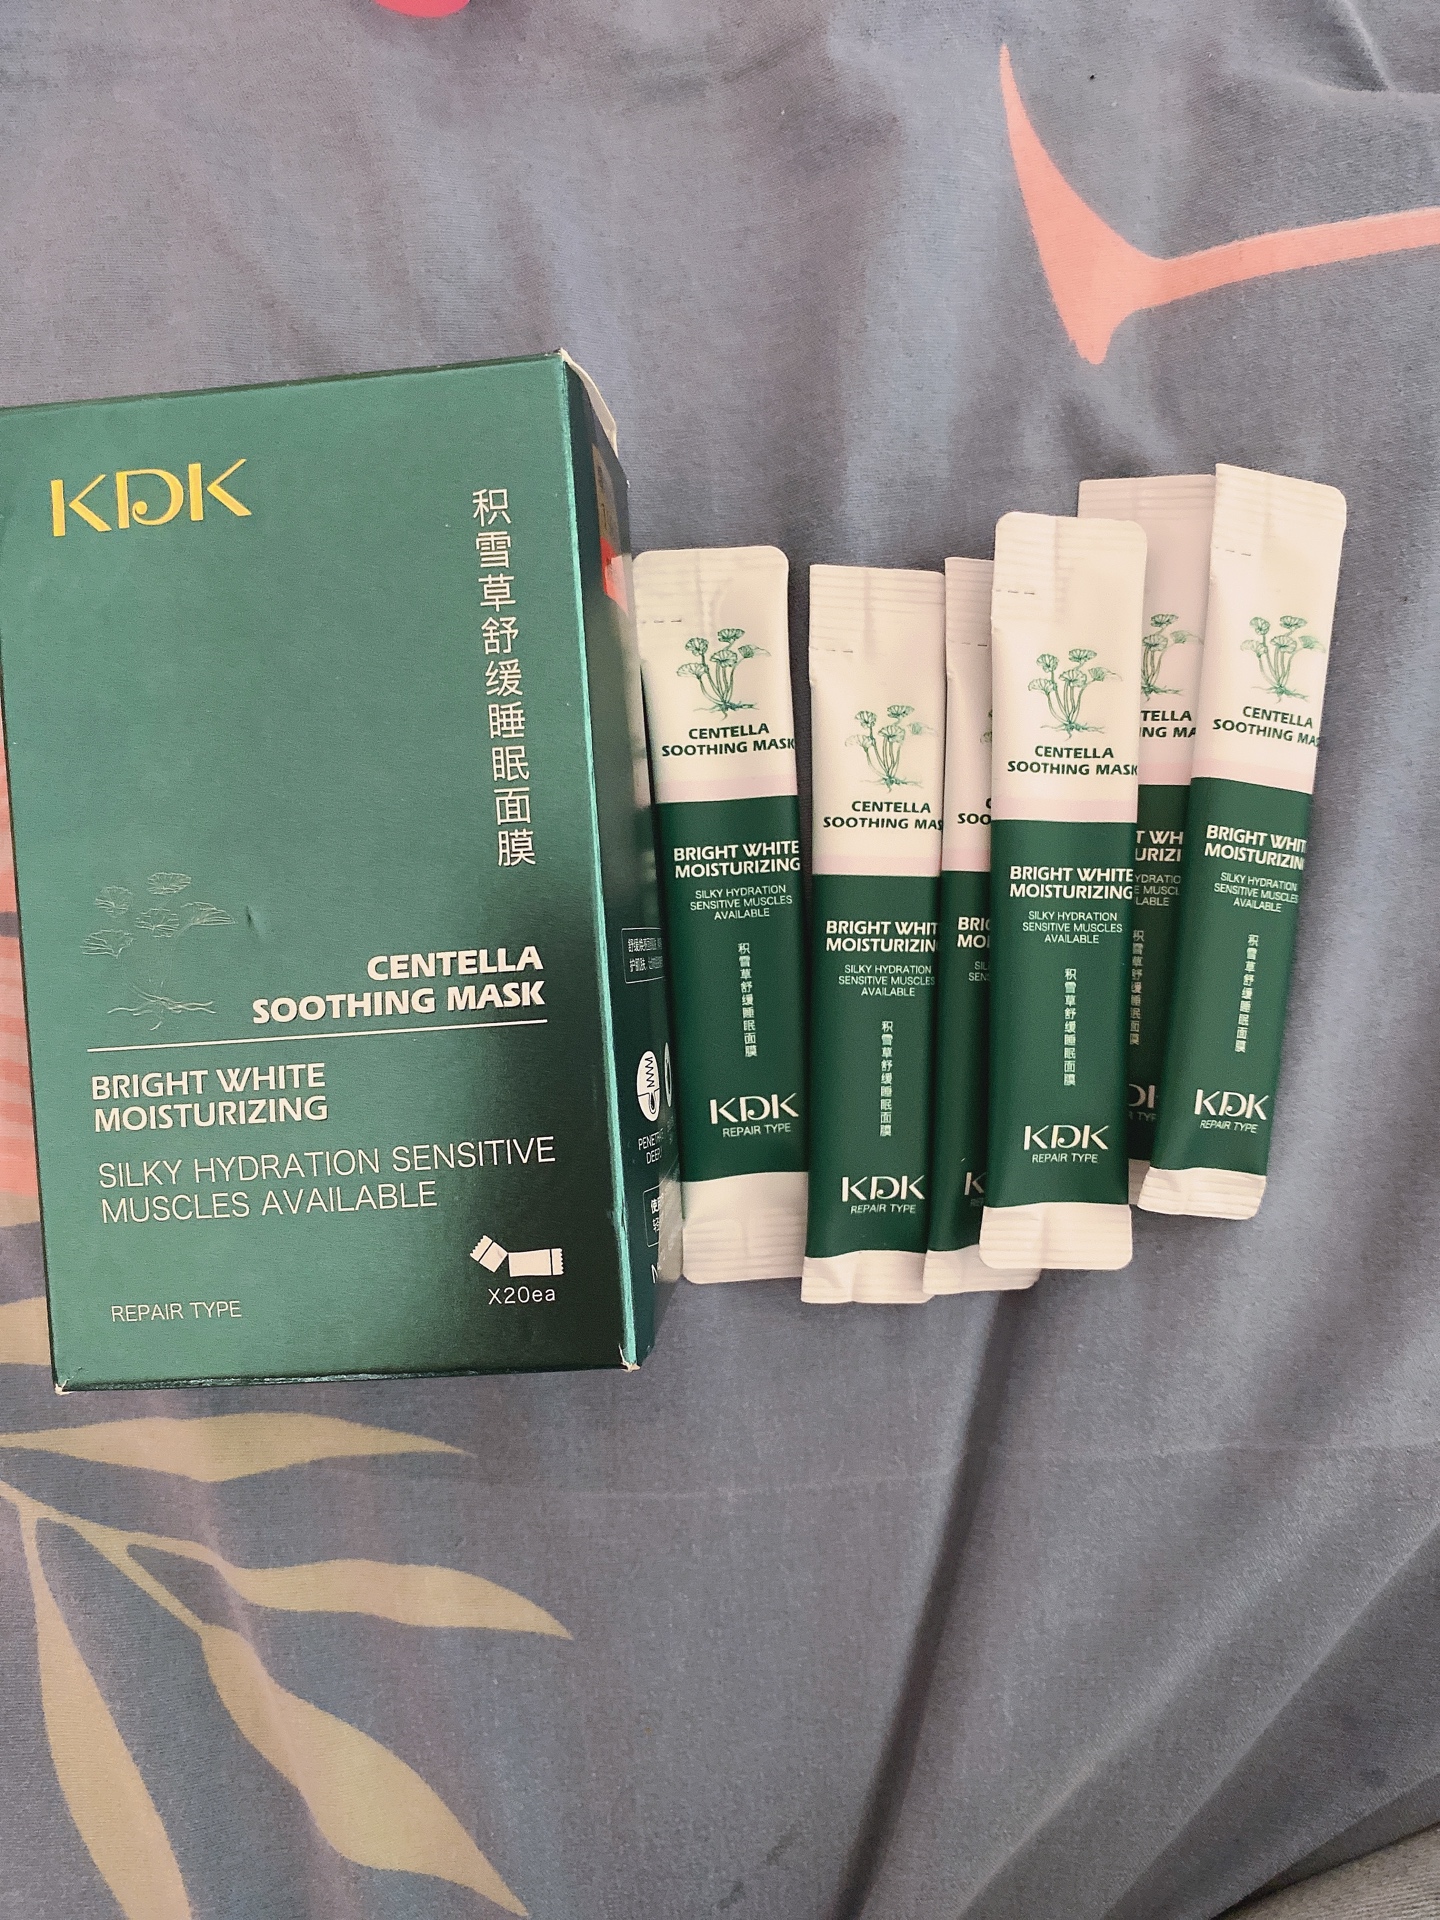 KDK
积雪草舒缓睡眠面膜
CENTELLA
SOOTHING MASK
BRIGHT WHITE
MOISTURIZING
SILKY HYDRATION SENSITIVE
MUSCLES AVAILABLE
X20ea
REPAIR TYPE
CENTELLA
SOOTHING MASK
BRIGHT WHITE
MOISTURIZING
SILKY HYDRATION
SENSITIVE MUSCLES
AVAILABLE
积雪草舒缓睡眠面膜
KDK
REPAIR TYPE
CENTELLA
SOOTHING MAS
BRIGHT WHIT
MOISTURIZING
SILKY HYDRATION
SENSITIVE MUSCLES
AVAILABLE
积雪草舒缓睡眠面膜
KDK
REPAIR TYPE
CENTELLA
SOOTHING MASK
BRIGHT WHITE
MOISTURIZING
SILKY HYDRATION
SENSITIVE MUSCLES
AVAILABLE
积雪草舒缓睡眠面膜
KDK
REPAIR TYPE
CENTELLA
SOOTHING MAS
BRIGHT WHIT
MOISTURIZIN
SILKY HYDRATION
SENSITIVE MUSCLES
AVAILABLE
积雪草舒缓睡眠面膜
KDK
REPAIR TYPE